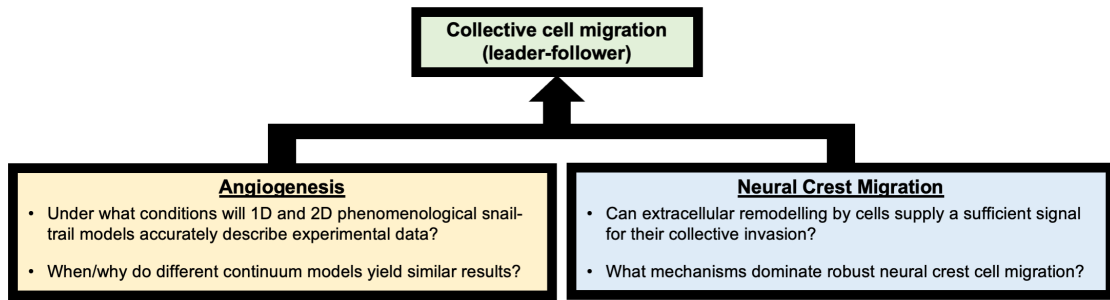 Collective cell migration
(leader-follower)
Angiogenesis
• Under what conditions will 1D and 2D phenomenological snail-
trail models accurately describe experimental data?
• When/why do different continuum models yield similar results?
Neural Crest Migration
• Can extracellular remodelling by cells supply a sufficient signal
for their collective invasion?
• What mechanisms dominate robust neural crest cell migration?